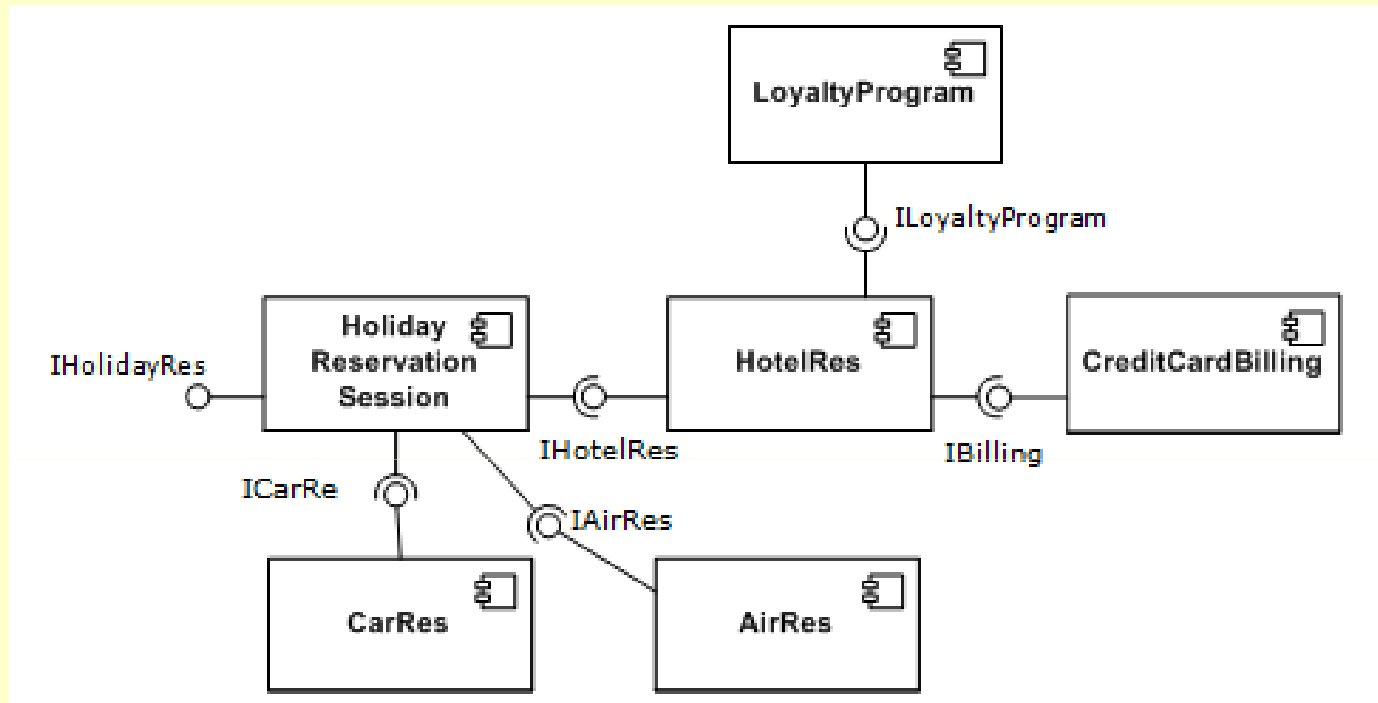 LoyaltyProgram
ILoyaltyProgram
Holiday
Reservation
Session
IHolidayRes
HotelRes
CreditCardBilling
IHotelRes
IBilling
ICarRe
IAirRes
CarRes
AirRes